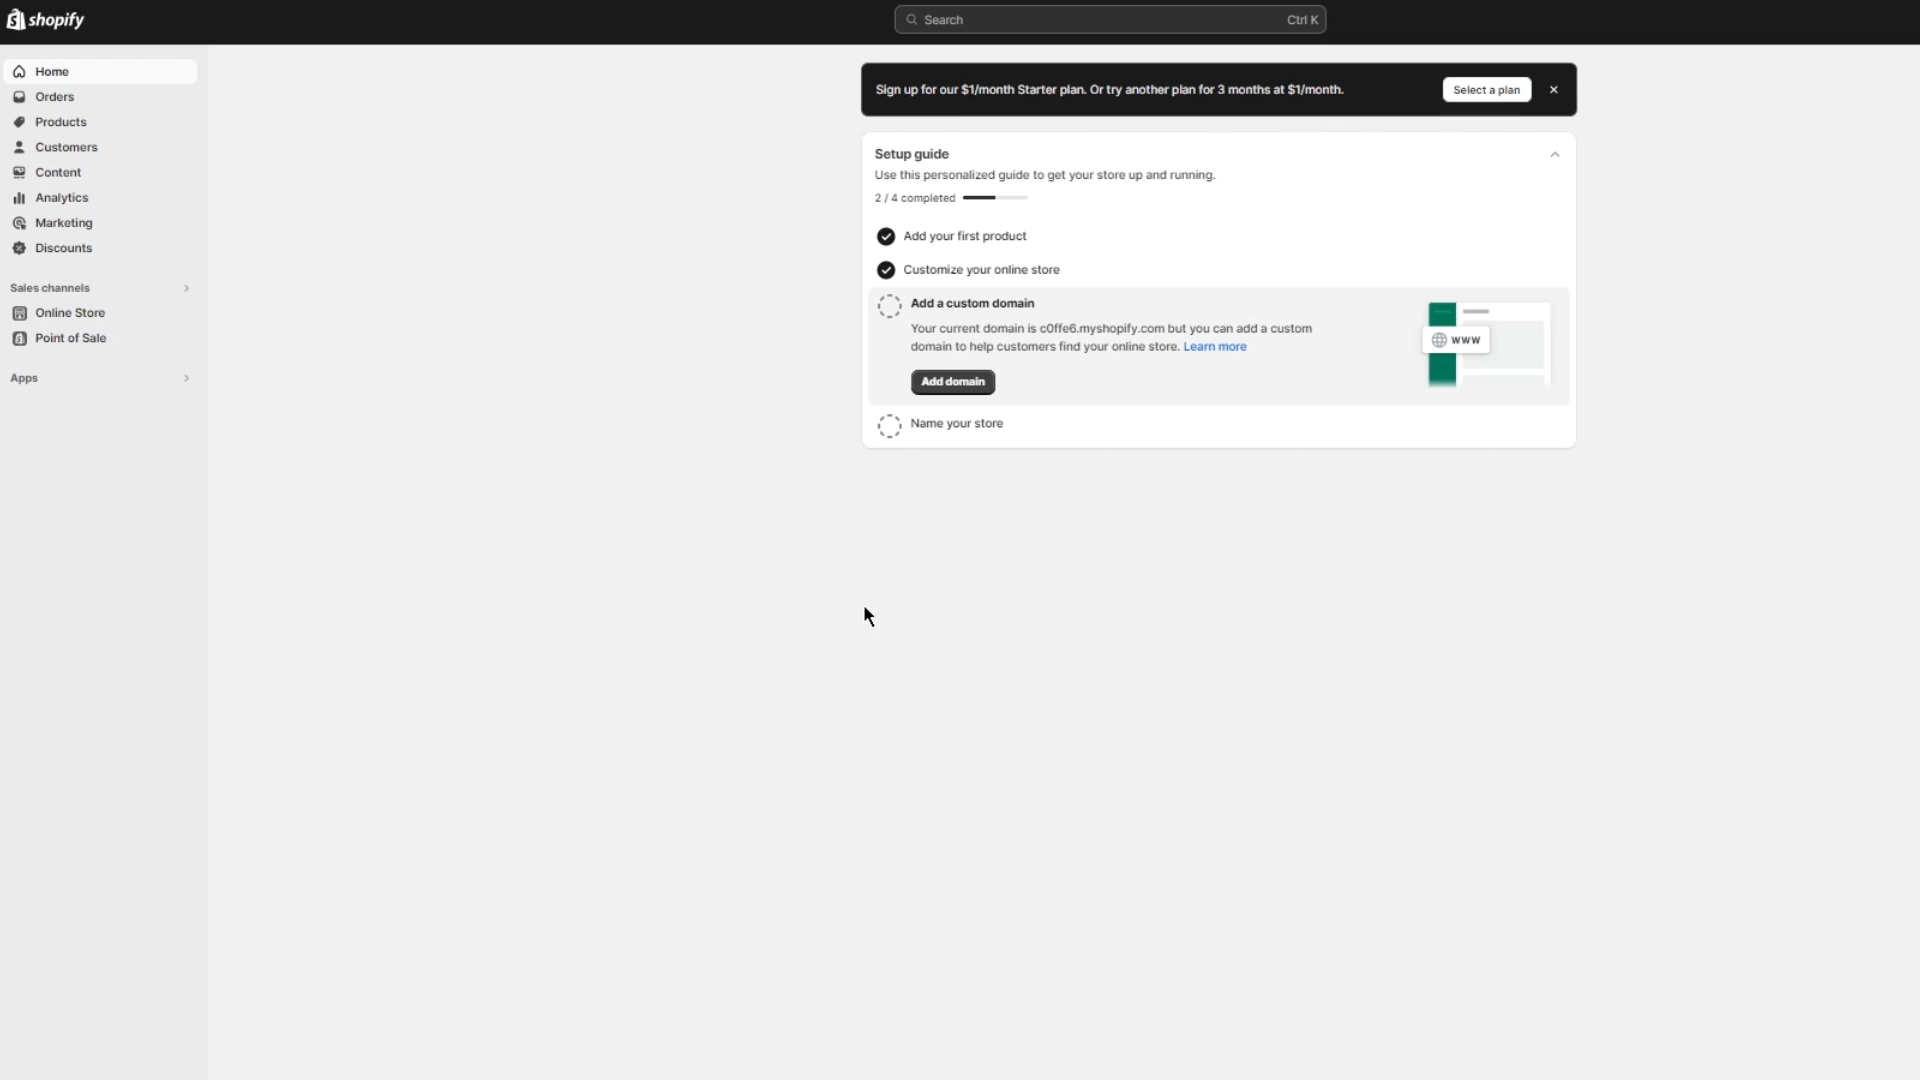 shopify
Search Ctrl K
Home
Orders
Products
Customers
Content
Analytics
Marketing
Discounts
Sales channels
Online Store
Point of Sale
Apps
Sign up for our $1/month Starter plan. Or try another plan for 3 months at $1/month.
Select a plan
Setup guide
Use this personalized guide to get your store up and running.
2 / 4 completed
Add your first product
Customize your online store
Add a custom domain
Your current domain is c0ffe6.myshopify.com but you can add a custom
domain to help customers find your online store. Learn more
Add domain
www
Name your store